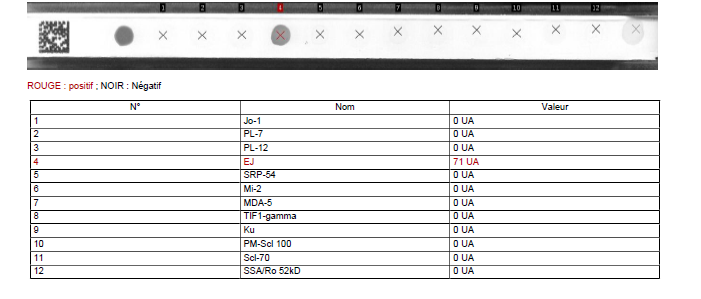 1 2 3 4 5 6 7 8 9 10 11 12
ROUGE : positif ; NOIR : Négatif
N° Nom Valeur
1 Jo-1 0 UA
2 PL-7 0 UA
3 PL-12 0 UA
4 EJ 71 UA
5 SRP-54 0 UA
6 Mi-2 0 UA
7 MDA-5 0 UA
8 TIF1-gamma 0 UA
9 Ku 0 UA
10 PM-Scl 100 0 UA
11 Scl-70 0 UA
12 SSA/Ro 52kD 0 UA